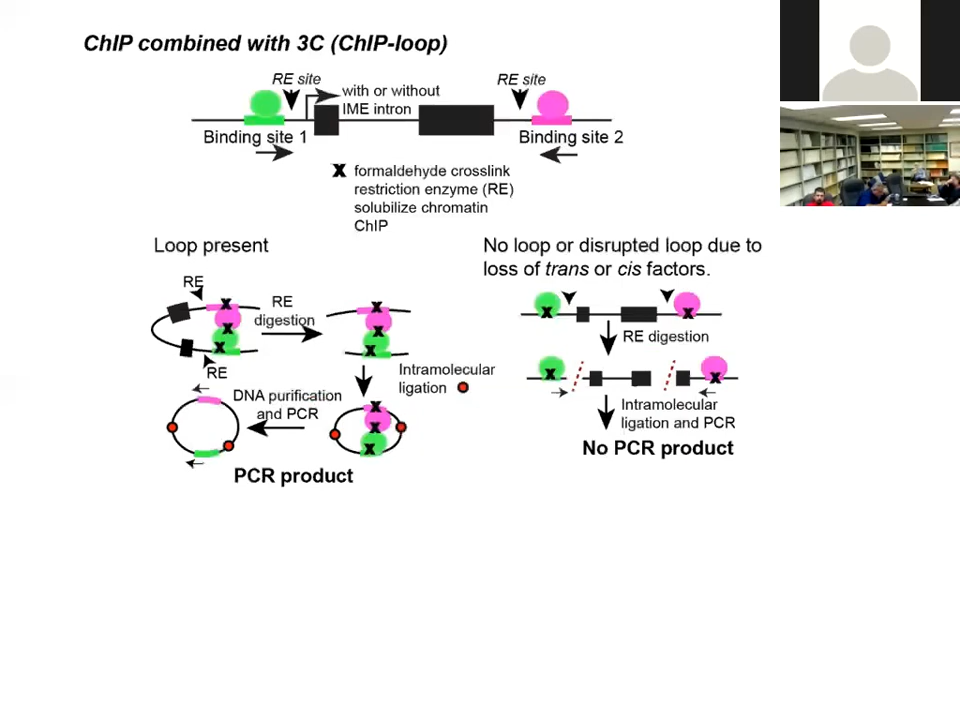 ChIP combined with 3C (ChIP-loop)
RE site
RE site
with or without
IME intron
Binding site 1
Binding site 2
X formaldehyde crosslink
restriction enzyme (RE)
solubilize chromatin
ChIP
Loop present
RE
RE
digestion
RE
Intramolecular
ligation
DNA purification
and PCR
PCR product
No loop or disrupted loop due to
loss of trans or cis factors.
RE digestion
Intramolecular
ligation and PCR
No PCR product